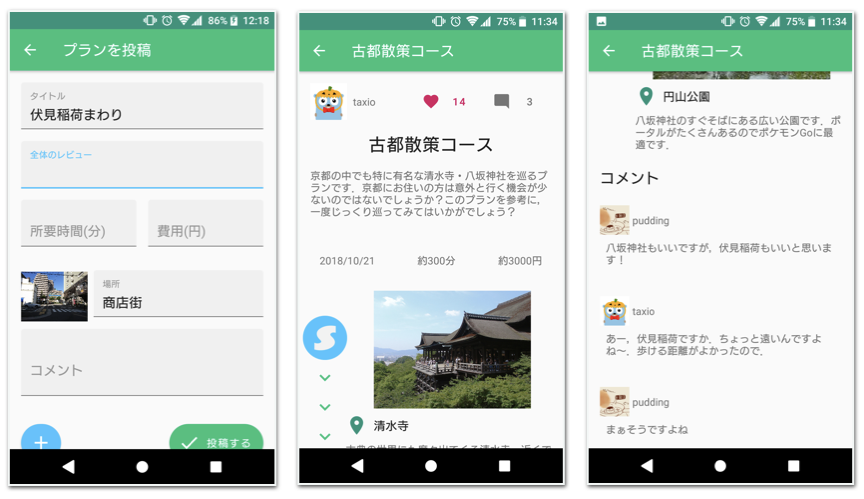 86% 12:18
プランを投稿
タイトル
伏見稲荷まわり
全体のレビュー
所要時間(分)
費用(円)
場所
商店街
コメント
投稿する
75% 11:34
古都散策コース
taxio
14
3
古都散策コース
京都の中でも特に有名な清水寺・八坂神社を巡るプ
ランです．京都にお住いの方は意外と行く機会が少
ないのではないでしょうか？このプランを参考に，
一度じっくり巡ってみてはいかがでしょう？
2018/10/21
約300分
約3000円
S
清水寺
75% 11:34
古都散策コース
円山公園
八坂神社のすぐそばにある広い公園です．ポ
ータルがたくさんあるのでポケモンGoに最
適です．
コメント
pudding
八坂神社もいいですが，伏見稲荷もいいと思いま
す！
taxio
あー，伏見稲荷ですか．ちょっと遠いんですよ
ね〜．歩ける距離がよかったので．
pudding
まぁそうですよね